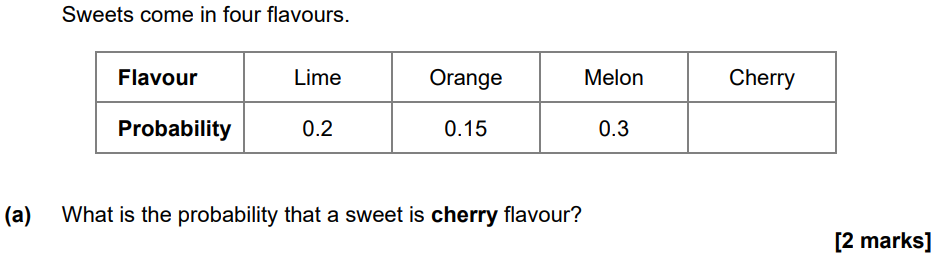 Sweets come in four flavours.
Flavour Lime Orange Melon Cherry
Probability 0.2 0.15 0.3
(a) What is the probability that a sweet is cherry flavour?
[2 marks]